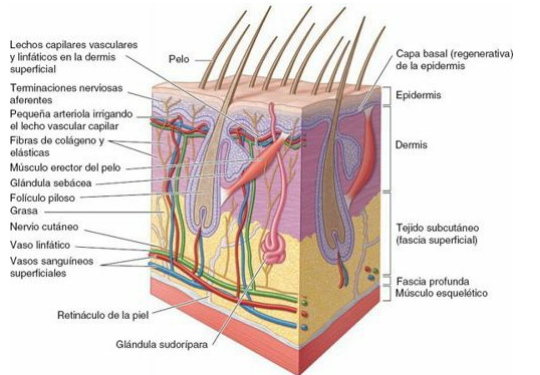 Lechos capilares vasculares
y linfáticos en la dermis
superficial
Terminaciones nerviosas
aferentes
Pequeña arteriola irrigando
el lecho vascular capilar
Fibras de colágeno y
elásticas
Músculo erector del pelo
Glándula sebácea
Folículo piloso
Grasa
Nervio cutáneo
Vaso linfático
Vasos sanguíneos
superficiales
Retináculo de la piel
Glándula sudorípara
Pelo
Capa basal (regenerativa)
de la epidermis
Epidermis
Dermis
Tejido subcutáneo
(fascia superficial)
Fascia profunda
Músculo esquelético